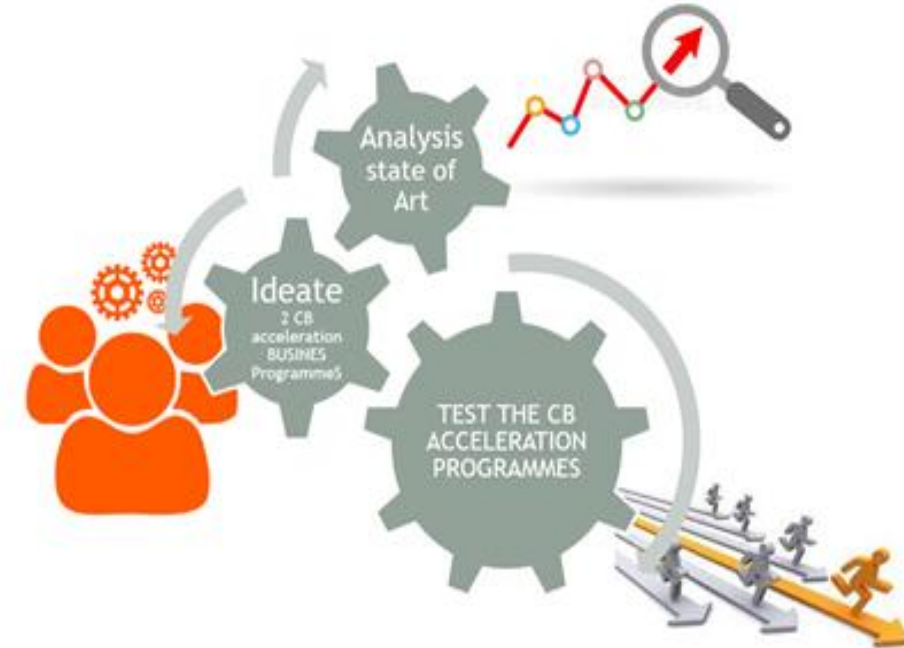 Analysis
state of
Art
Ideate
2 CB
acceleration
BUSINES
ProgrammeS
TEST THE CB
ACCELERATION
PROGRAMMES